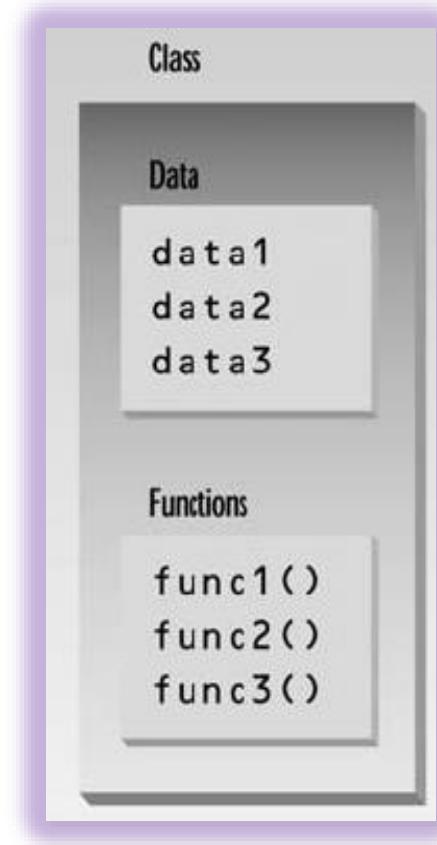 Class
Data
data1
data2
data3
Functions
func1()
func2()
func3()